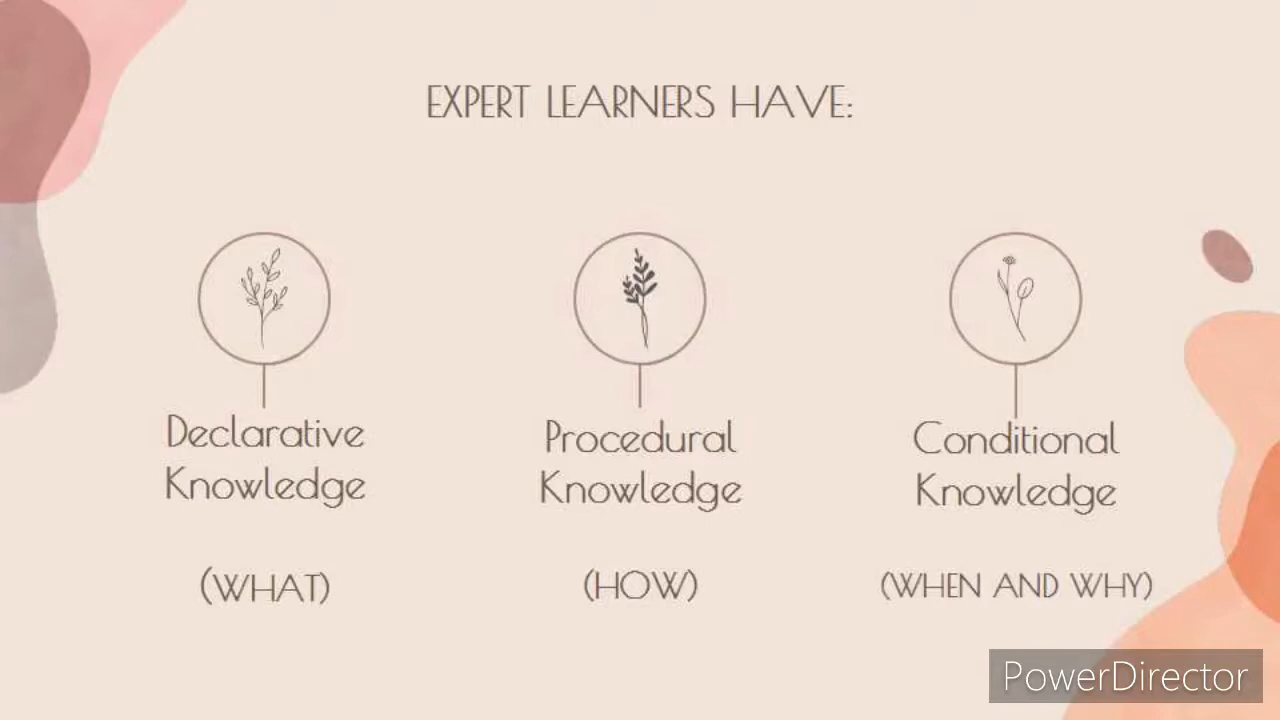 EXPERT LEARNERS HAVE:
Declarative
Knowledge
(WHAT)
Procedural
Knowledge
(HOW)
Conditional
Knowledge
(WHEN AND WHY)
PowerDirector